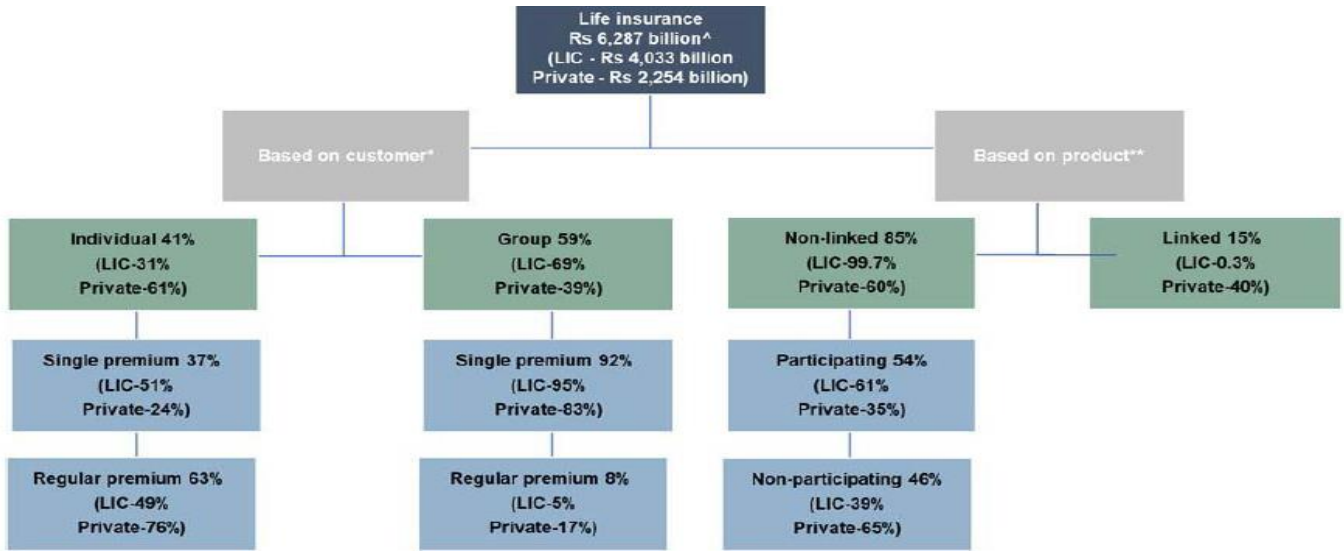 Life insurance
Rs 6,287 billion^
(LIC - Rs 4,033 billion
Private - Rs 2,254 billion)
Based on customer*
Based on product**
Individual 41%
(LIC-31%
Private-61%)
Group 59%
(LIC-69%
Private-39%)
Non-linked 85%
(LIC-99.7%
Private-60%)
Linked 15%
(LIC-0.3%
Private-40%)
Single premium 37%
(LIC-51%
Private-24%)
Single premium 92%
(LIC-95%
Private-83%)
Participating 54%
(LIC-61%
Private-35%)
Regular premium 63%
(LIC-49%
Private-76%)
Regular premium 8%
(LIC-5%
Private-17%)
Non-participating 46%
(LIC-39%
Private-65%)